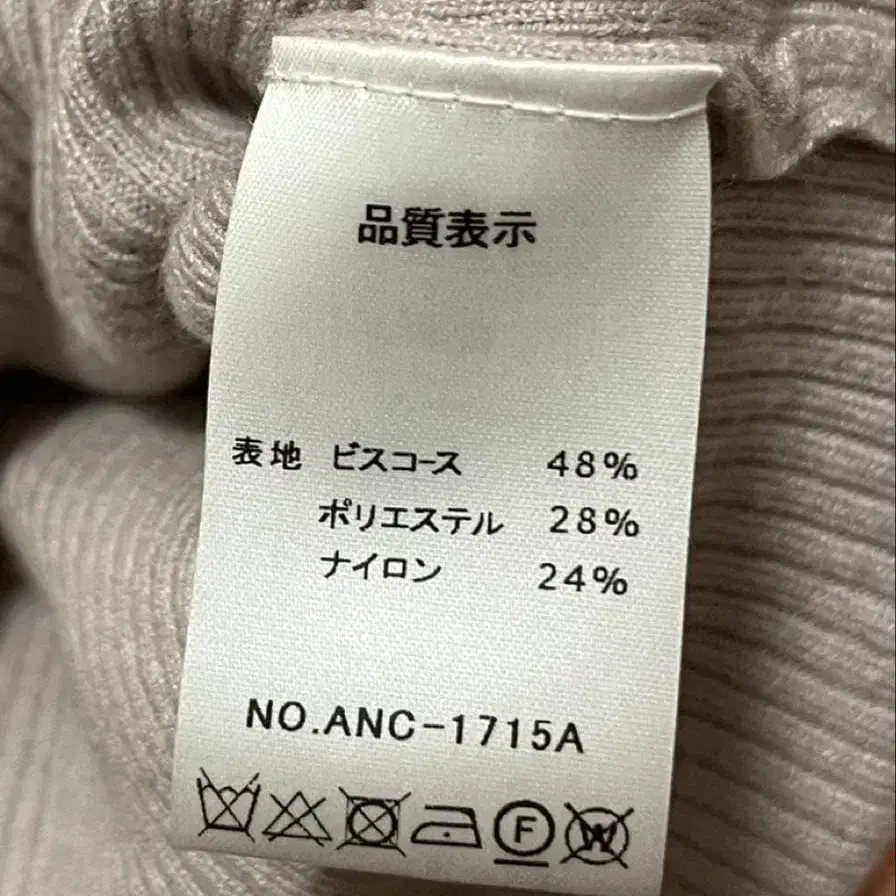 品質表示
表地 ビスコース 48%
ポリエステル 28%
ナイロン 24%
NO.ANC-1715A
F W